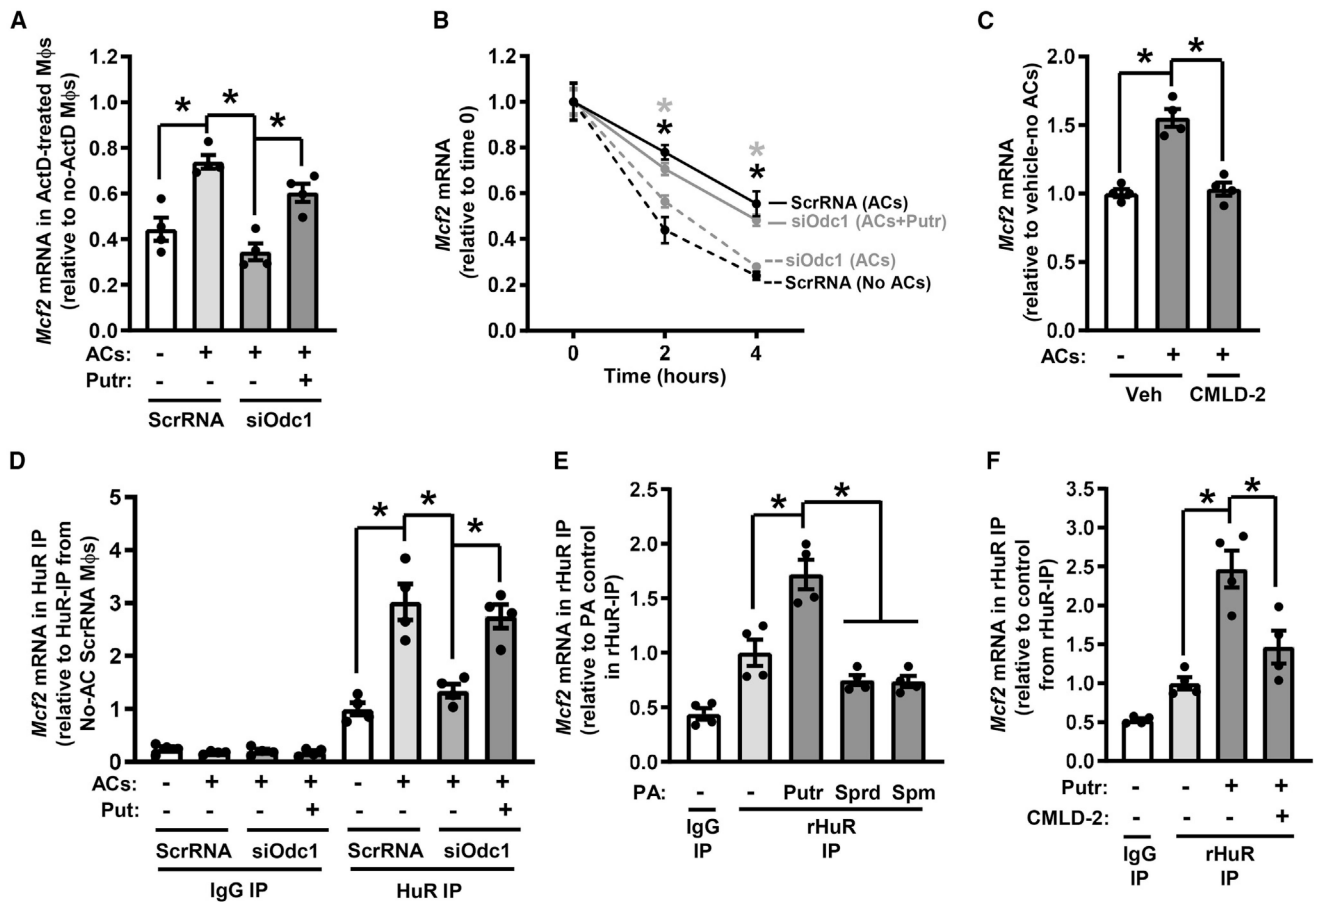 A
Mcf2 mRNA in ActD-treated Mϕs
(relative to no-ActD Mϕs)
1.2
1.0
0.8
0.6
0.4
0.2
0.0
* * *
ACs: - + + +
Putr: - - - +
ScrRNA siOdc1
B
Mcf2 mRNA
(relative to time 0)
1.2
1.0
0.8
0.6
0.4
0.2
0.0
* *
* *
ScrRNA (ACs)
siOdc1 (ACs+Putr)
siOdc1 (ACs)
ScrRNA (No ACs)
0 2 4
Time (hours)
C
Mcf2 mRNA
(relative to vehicle-no ACs)
2.0
1.5
1.0
0.5
0.0
* *
ACs: - + +
Veh CMLD-2
D
Mcf2 mRNA in HuR IP
(relative to HuR-IP from
No-AC ScrRNA Mϕs)
5
4
3
2
1
0
* * *
ACs: - + + + - + + +
Put: - - - + - - - +
ScrRNA siOdc1 ScrRNA siOdc1
IgG IP HuR IP
E
Mcf2 mRNA in rHuR IP
(relative to PA control
in rHuR-IP)
2.5
2.0
1.5
1.0
0.5
0.0
* *
PA: - - Putr Sprd Spm
IgG IP
rHuR IP
F
Mcf2 mRNA in rHuR IP
(relative to control
from rHuR-IP)
3.5
3.0
2.5
2.0
1.5
1.0
0.5
0.0
* *
Putr: - - + +
CMLD-2: - - - +
IgG IP
rHuR IP